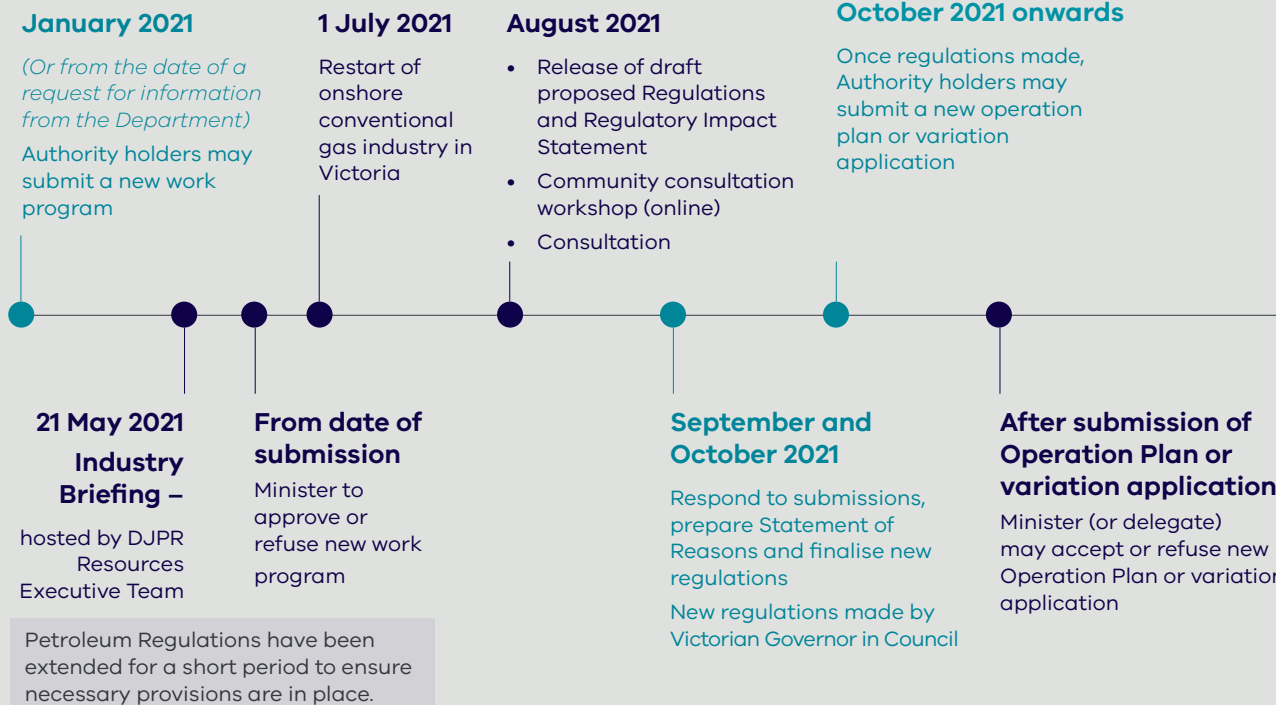 January 2021
(Or from the date of a
request for information
from the Department)
Authority holders may
submit a new work
program
1 July 2021
Restart of
onshore
conventional
gas industry in
Victoria
August 2021
• Release of draft
proposed Regulations
and Regulatory Impact
Statement
• Community consultation
workshop (online)
• Consultation
October 2021 onwards
Once regulations made,
Authority holders may
submit a new operation
plan or variation
application
21 May 2021
Industry
Briefing –
hosted by DJPR
Resources
Executive Team
From date of
submission
Minister to
approve or
refuse new work
program
September and
October 2021
Respond to submissions,
prepare Statement of
Reasons and finalise new
regulations
New regulations made by
Victorian Governor in Council
After submission of
Operation Plan or
variation application
Minister (or delegate)
may accept or refuse new
Operation Plan or variation
application
Petroleum Regulations have been
extended for a short period to ensure
necessary provisions are in place.